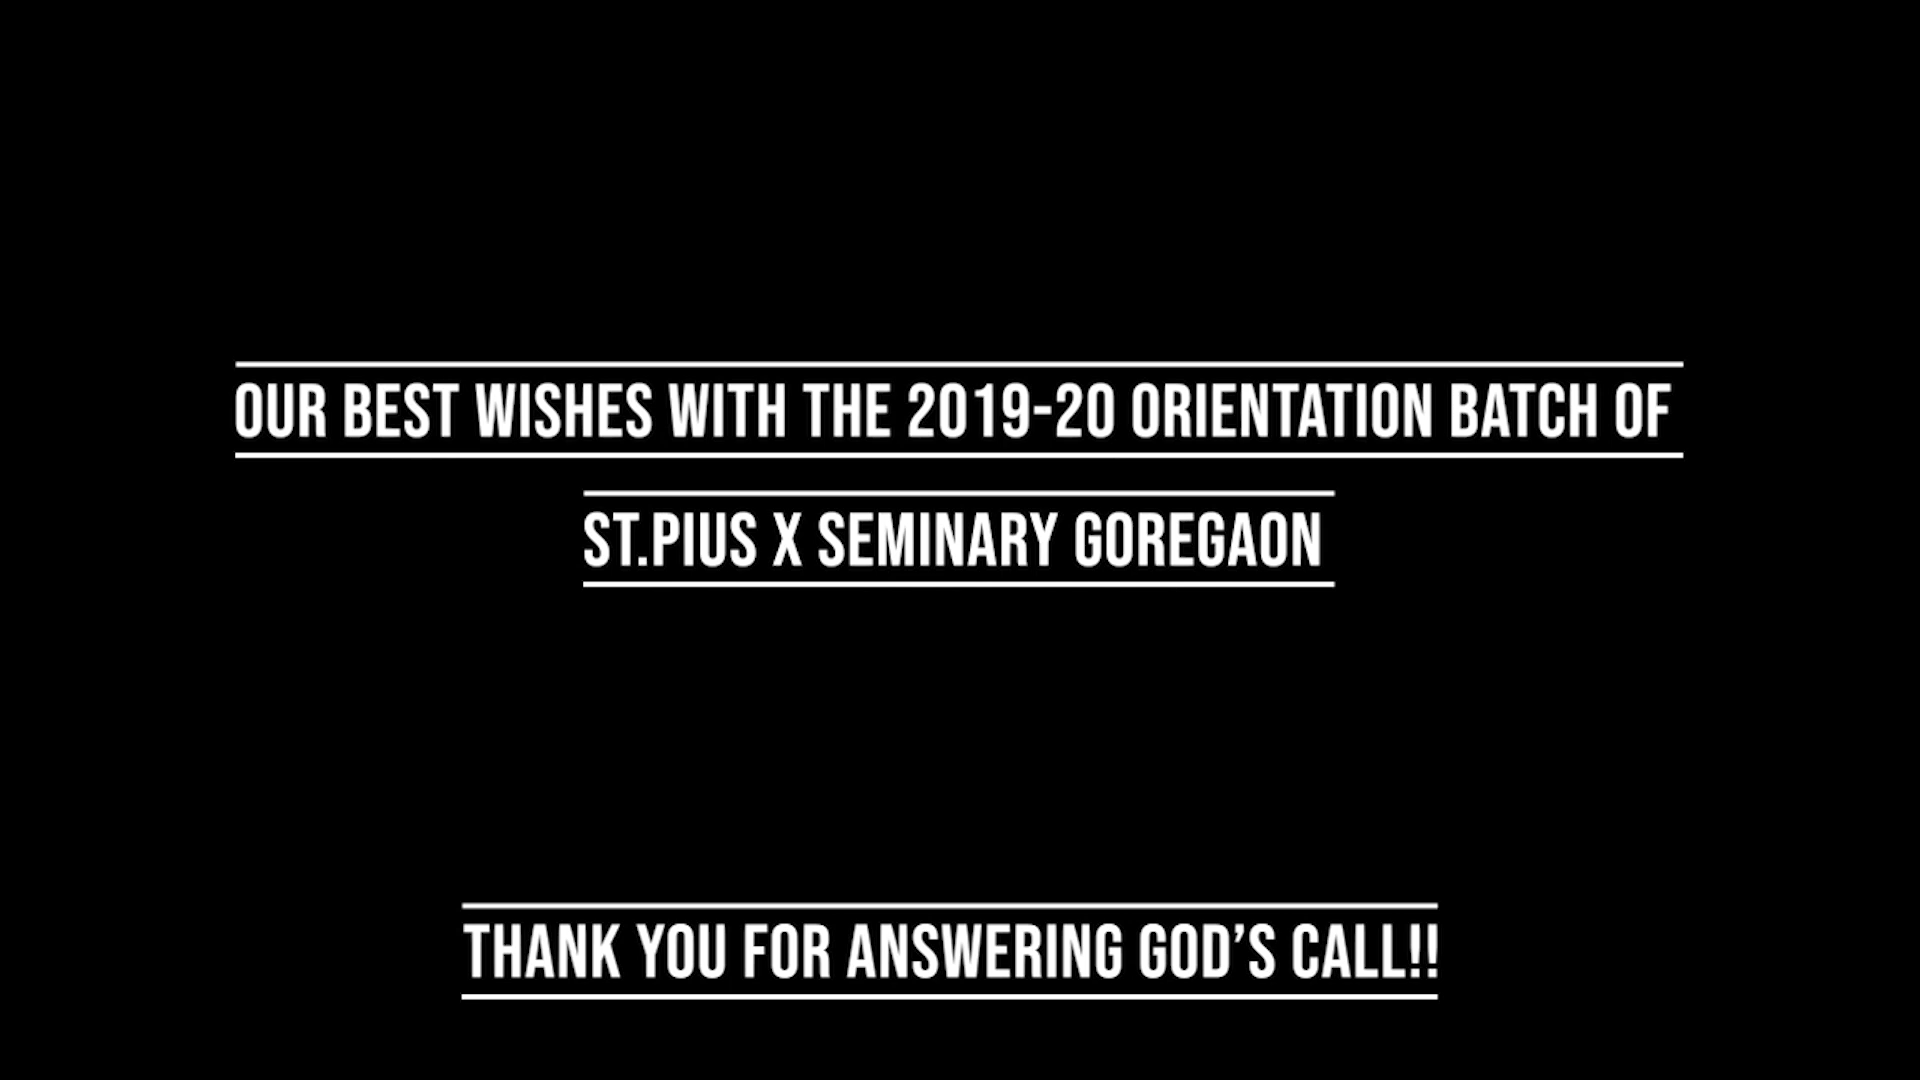 OUR BEST WISHES WITH THE 2019-20 ORIENTATION BATCH OF
ST.PIUS X SEMINARY GOREGAON
THANK YOU FOR ANSWERING GOD’S CALL!!